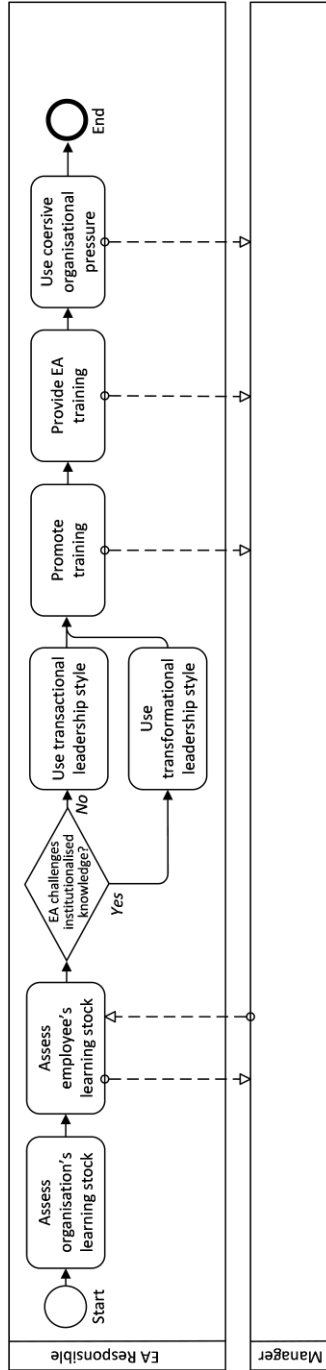 EA Responsible
Start
Assess
organisation's
learning stock
Assess
employee's
learning stock
EA challenges
institutionalised
knowledge?
No
Yes
Use transactional
leadership style
Use
transformational
leadership style
Promote
training
Provide EA
training
Use coersive
organisational
pressure
End
Manager